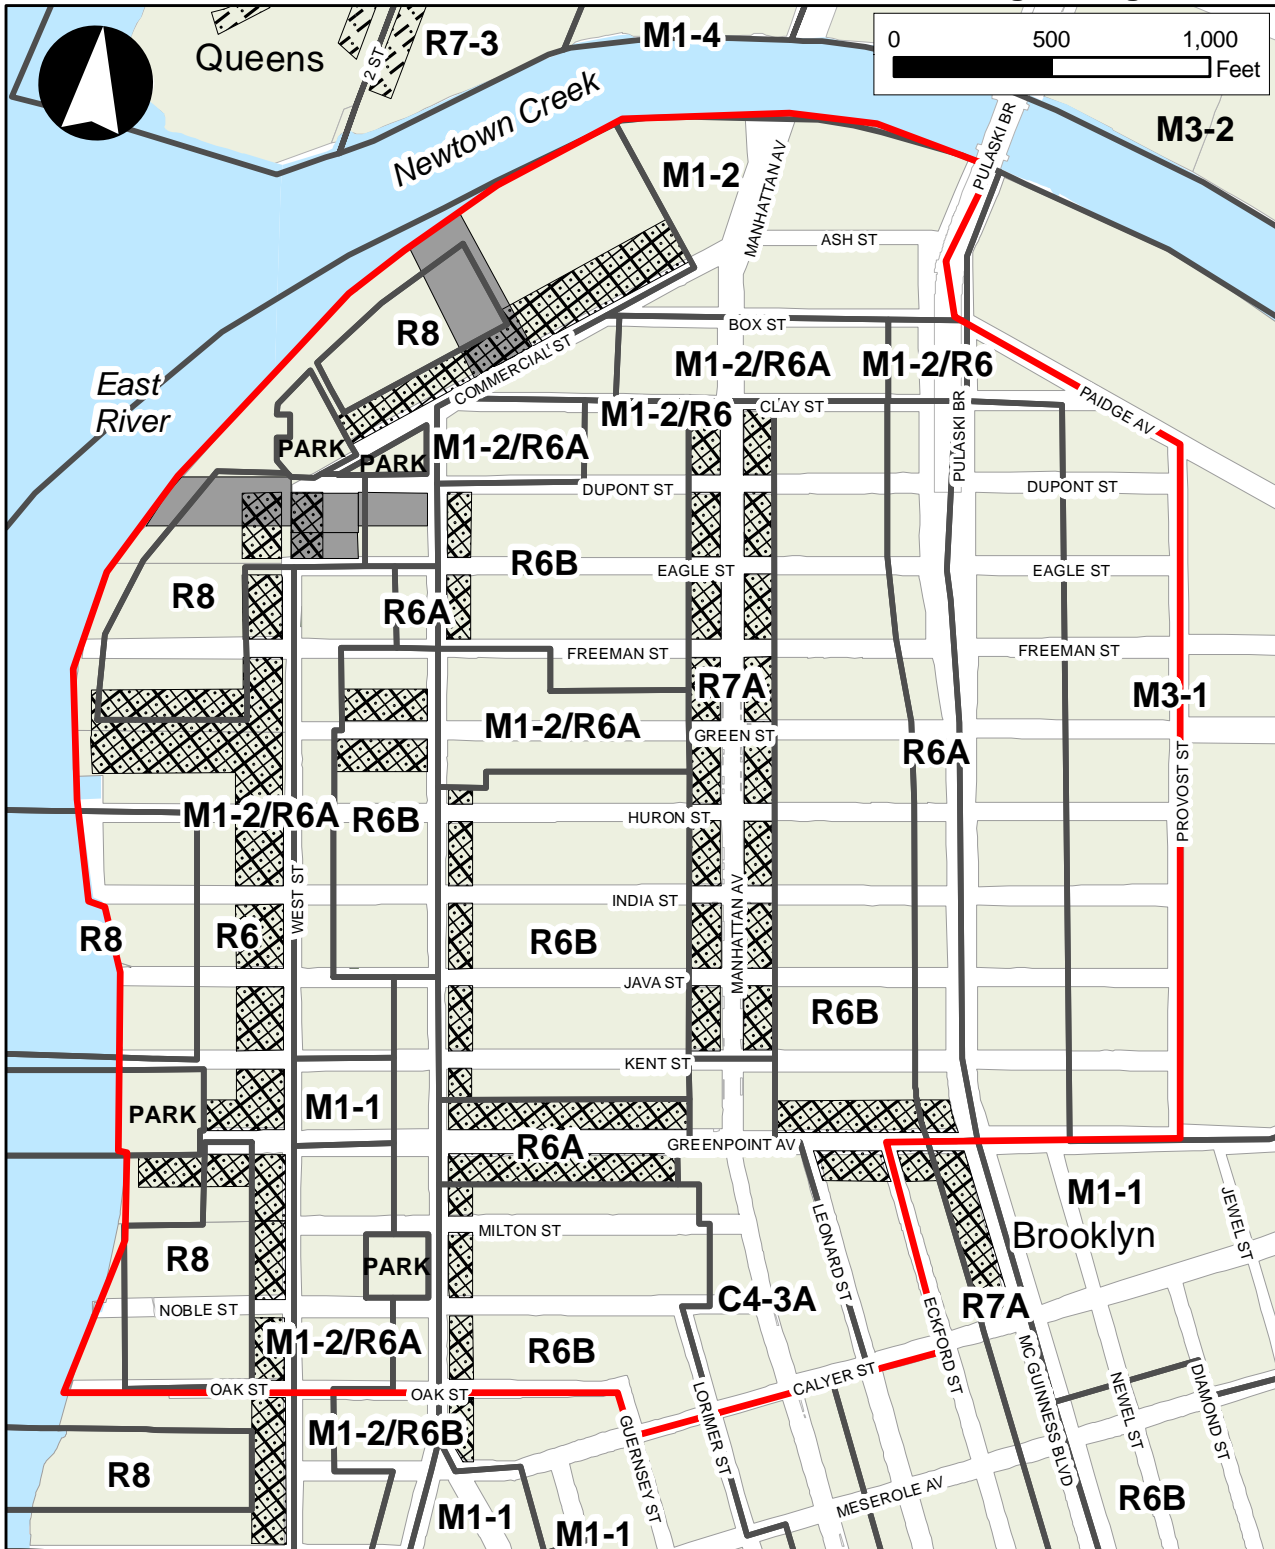 Queens
2 ST
R7-3
M1-4
0 500 1,000
Feet
Newtown Creek
M1-2
MANHATTAN AV
PULASKI BR
M3-2
ASH ST
R8
BOX ST
COMMERCIAL ST
M1-2/R6A
M1-2/R6
East
River
M1-2/R6
CLAY ST
PULASKI BR
PAIDGE AV
PARK
PARK
M1-2/R6A
DUPONT ST
DUPONT ST
R6B
EAGLE ST
EAGLE ST
R8
R6A
FREEMAN ST
FREEMAN ST
R7A
M3-1
M1-2/R6A
GREEN ST
R6A
PROVOST ST
M1-2/R6A
R6B
HURON ST
WEST ST
INDIA ST
MANHATTAN AV
R8
R6
R6B
JAVA ST
R6B
KENT ST
PARK
M1-1
R6A
GREENPOINT AV
M1-1
Brooklyn
JEWEL ST
MILTON ST
LEONARD ST
R8
PARK
NOBLE ST
C4-3A
ECKFORD ST
R7A
M1-2/R6A
R6B
MC GUINNESS BLVD
OAK ST
OAK ST
CALYER ST
LORIMER ST
NEWEL ST
DIAMOND ST
M1-2/R6B
GUERNSEY ST
R8
MESEROLE AV
R6B
M1-1
M1-1